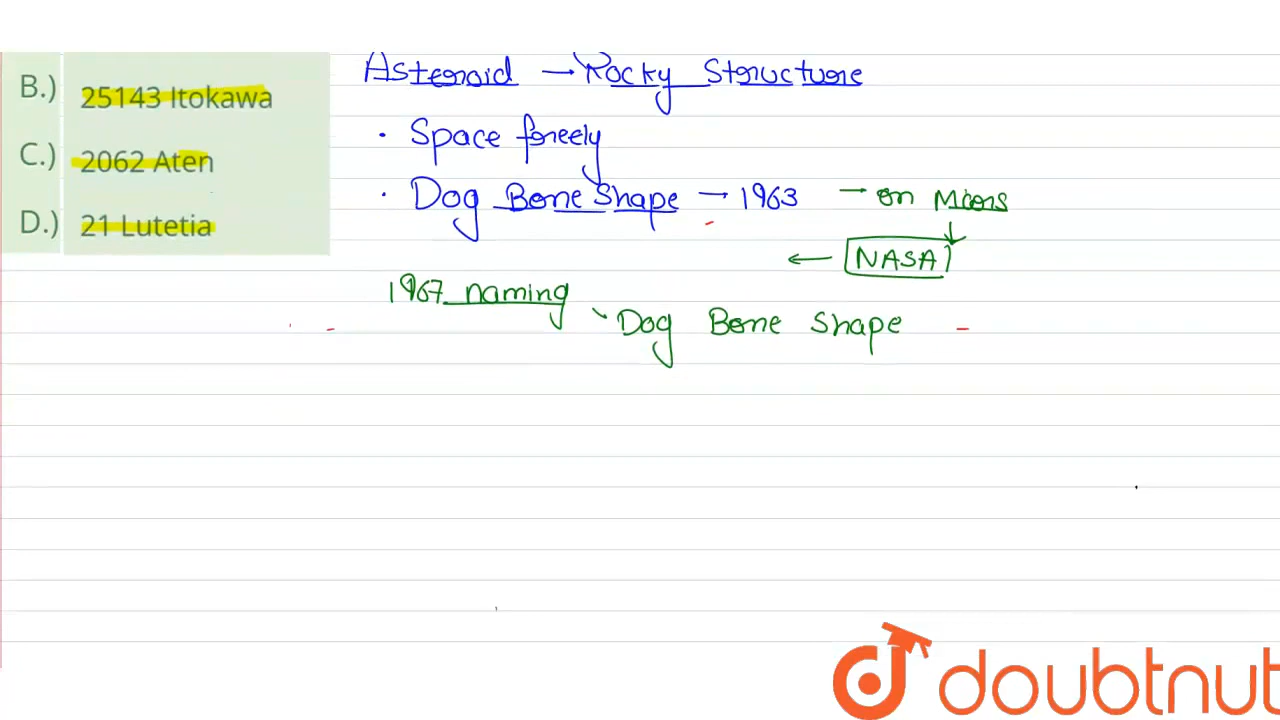 Asteroid → Rocky Structure
B.) 25143 Itokawa
· Space freely
C.) 2062 Aten
· Dog Bone Shape → 1963 → on Moons
D.) 21 Lutetia
← NASA
1967 naming
Dog Bone Shape
doubtnut